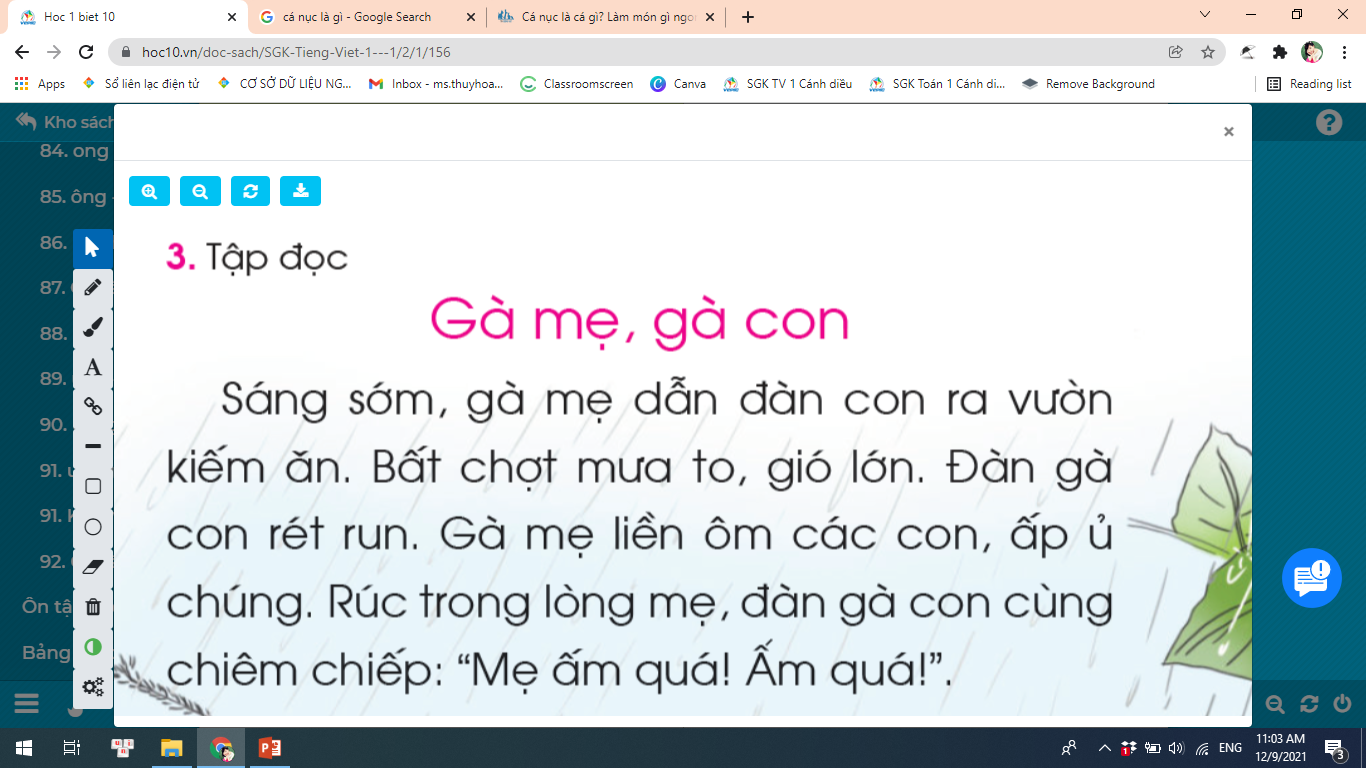 Hoc 1 biet 10
cá nục là gì - Google Search
Cá nục là cá gì? Làm món gì ngo
hoc10.vn/doc-sach/SGK-Tieng-Viet-1---1/2/1/156
Apps Sổ liên lạc điện tử CƠ SỞ DỮ LIỆU NG... Inbox - ms.thuyhoa... Classroomscreen Canva SGK TV 1 Cánh diều SGK Toán 1 Cánh di... Remove Background Reading list
Kho sách
84. ong
85. ông
86.
87.
88.
89.
90.
91. u
91. K
92.
Ôn tậ
Bảng
3. Tập đọc
Gà mẹ, gà con
Sáng sớm, gà mẹ dẫn đàn con ra vườn
kiếm ăn. Bất chợt mưa to, gió lớn. Đàn gà
con rét run. Gà mẹ liền ôm các con, ấp ủ
chúng. Rúc trong lòng mẹ, đàn gà con cùng
chiêm chiếp: “Mẹ ấm quá! Ấm quá!”.
ENG
11:03 AM
12/9/2021
3